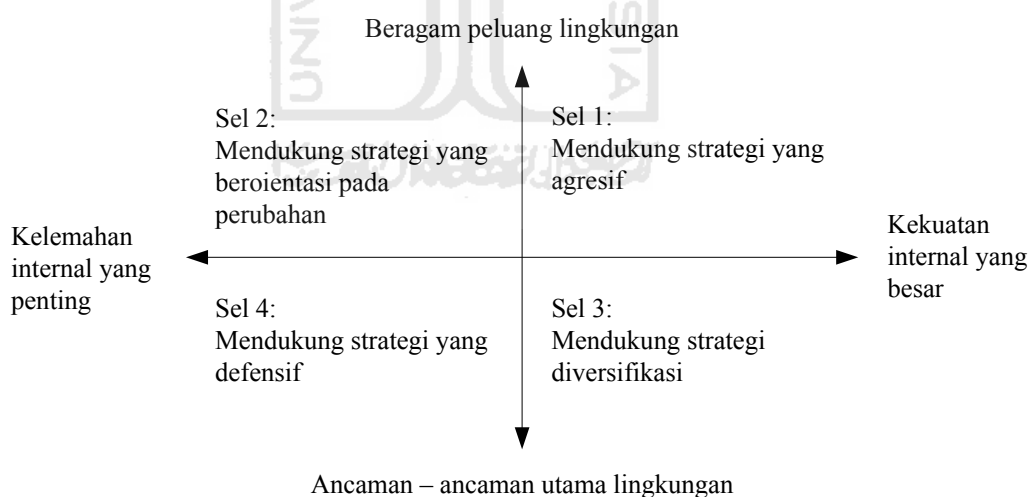 Beragam peluang lingkungan
Sel 2:
Mendukung strategi yang
beroientasi pada
perubahan
Sel 1:
Mendukung strategi yang
agresif
Kelemahan
internal yang
penting
Kekuatan
internal yang
besar
Sel 4:
Mendukung strategi yang
defensif
Sel 3:
Mendukung strategi
diversifikasi
Ancaman – ancaman utama lingkungan